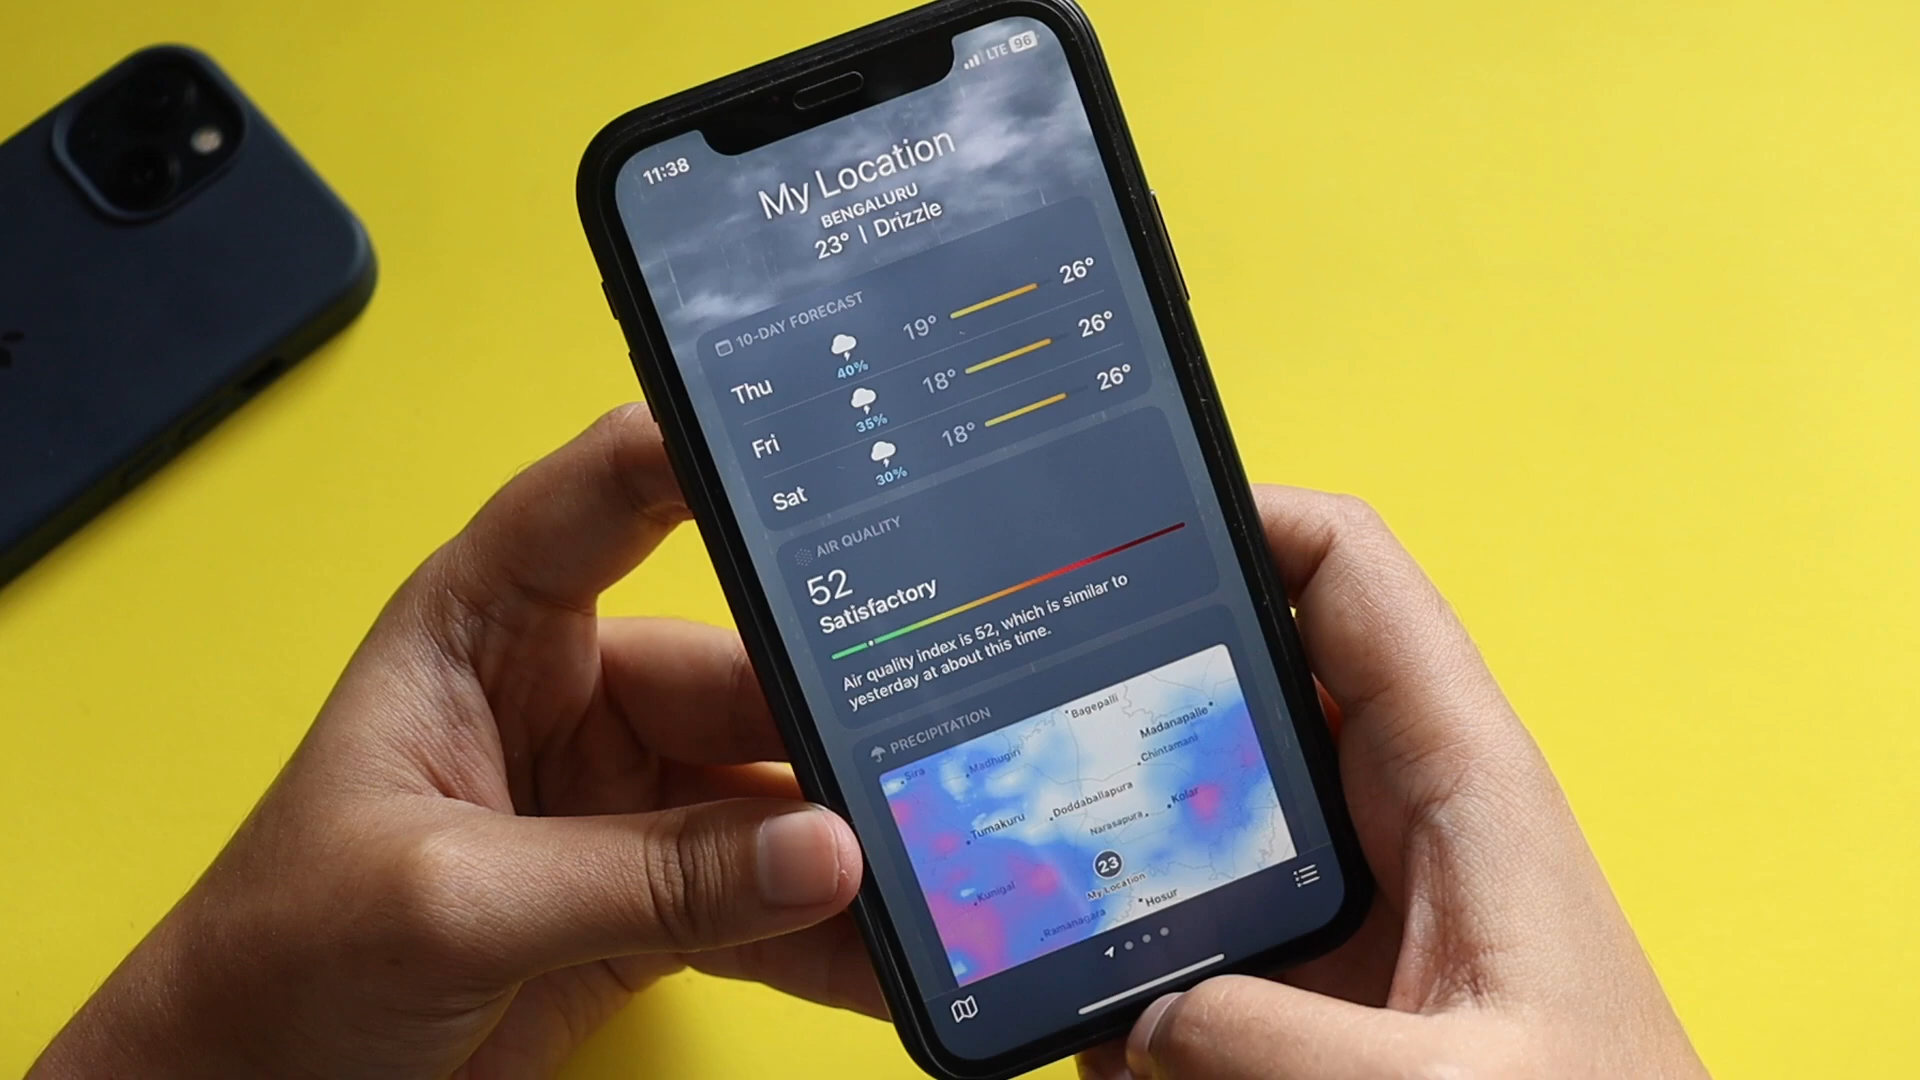 11:38
LTE 96
My Location
BENGALURU
23° | Drizzle
10-DAY FORECAST
Thu 40% 19° 26°
Fri 35% 18° 26°
Sat 30% 18° 26°
AIR QUALITY
52
Satisfactory
Air quality index is 52, which is similar to
yesterday at about this time.
PRECIPITATION
Bagepalli
Madanapalle
Sira
Madhugiri
Chintamani
Doddaballapura
Kolar
Tumakuru
Narasapura
23
My Location
Kunigal
Hosur
Ramanagara